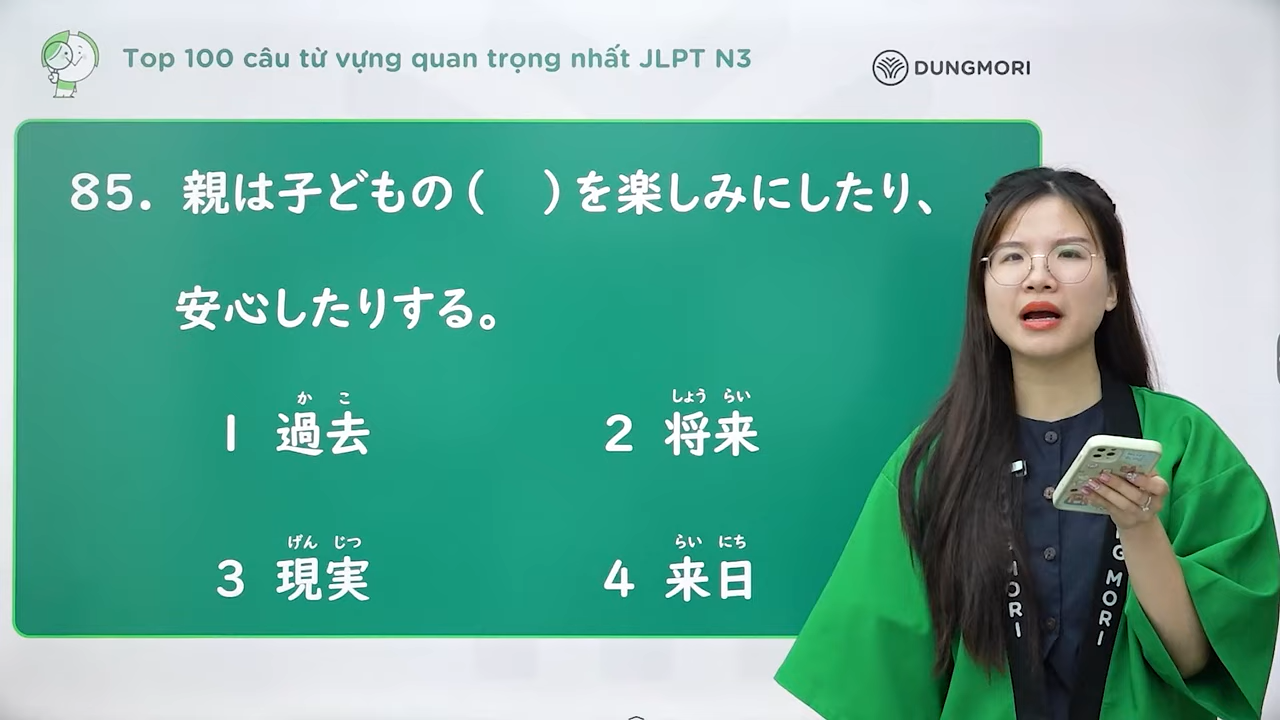 Top 100 câu từ vựng quan trọng nhất JLPT N3
DUNGMORI
85. 親は子どもの（　）を楽しみにしたり、
安心したりする。
1 過去
かこ
2 将来
しょうらい
3 現実
げんじつ
4 来日
らいにち
MORI
G MORI